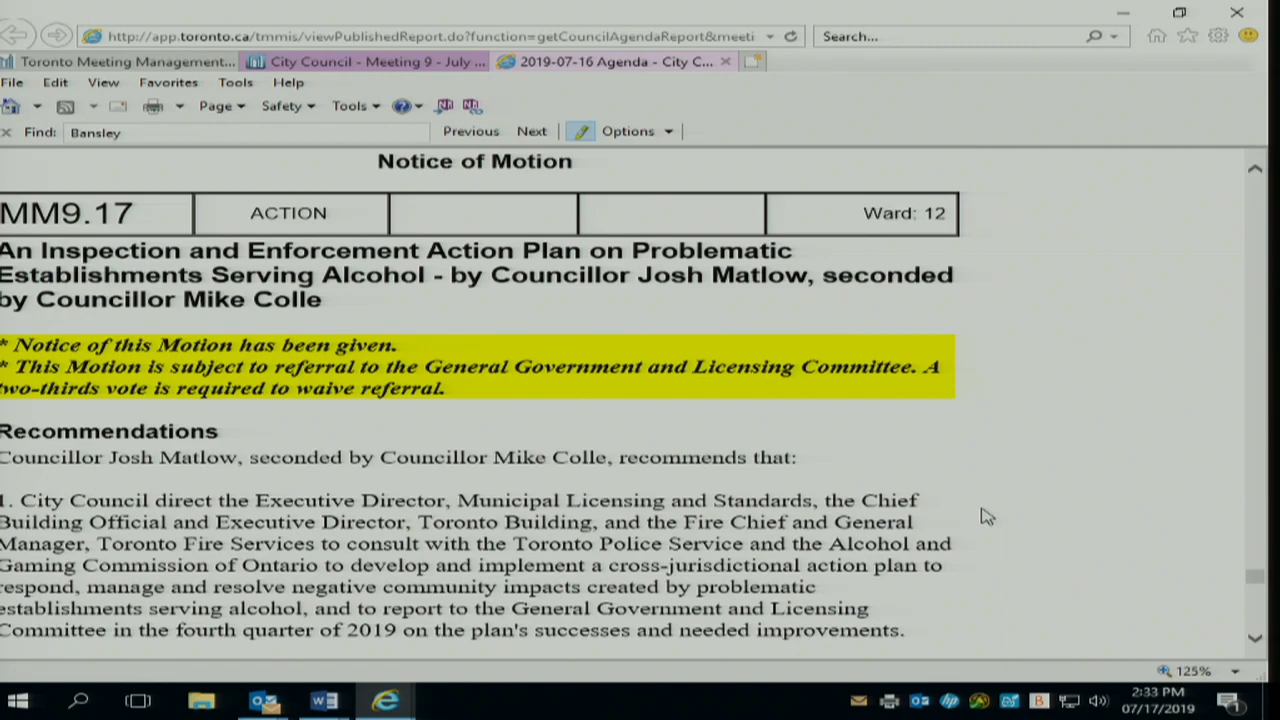 http://app.toronto.ca/tmmis/viewPublishedReport.do?function=getCouncilAgendaReport&meeti
Search...
Toronto Meeting Management...
City Council - Meeting 9 - July ...
2019-07-16 Agenda - City C...
File Edit View Favorites Tools Help
Page Safety Tools
Find: Bansley Previous Next Options
Notice of Motion
MM9.17 ACTION Ward: 12
An Inspection and Enforcement Action Plan on Problematic
Establishments Serving Alcohol - by Councillor Josh Matlow, seconded
by Councillor Mike Colle
* Notice of this Motion has been given.
* This Motion is subject to referral to the General Government and Licensing Committee. A
two-thirds vote is required to waive referral.
Recommendations
Councillor Josh Matlow, seconded by Councillor Mike Colle, recommends that:
1. City Council direct the Executive Director, Municipal Licensing and Standards, the Chief
Building Official and Executive Director, Toronto Building, and the Fire Chief and General
Manager, Toronto Fire Services to consult with the Toronto Police Service and the Alcohol and
Gaming Commission of Ontario to develop and implement a cross-jurisdictional action plan to
respond, manage and resolve negative community impacts created by problematic
establishments serving alcohol, and to report to the General Government and Licensing
Committee in the fourth quarter of 2019 on the plan's successes and needed improvements.
125%
2:33 PM
07/17/2019